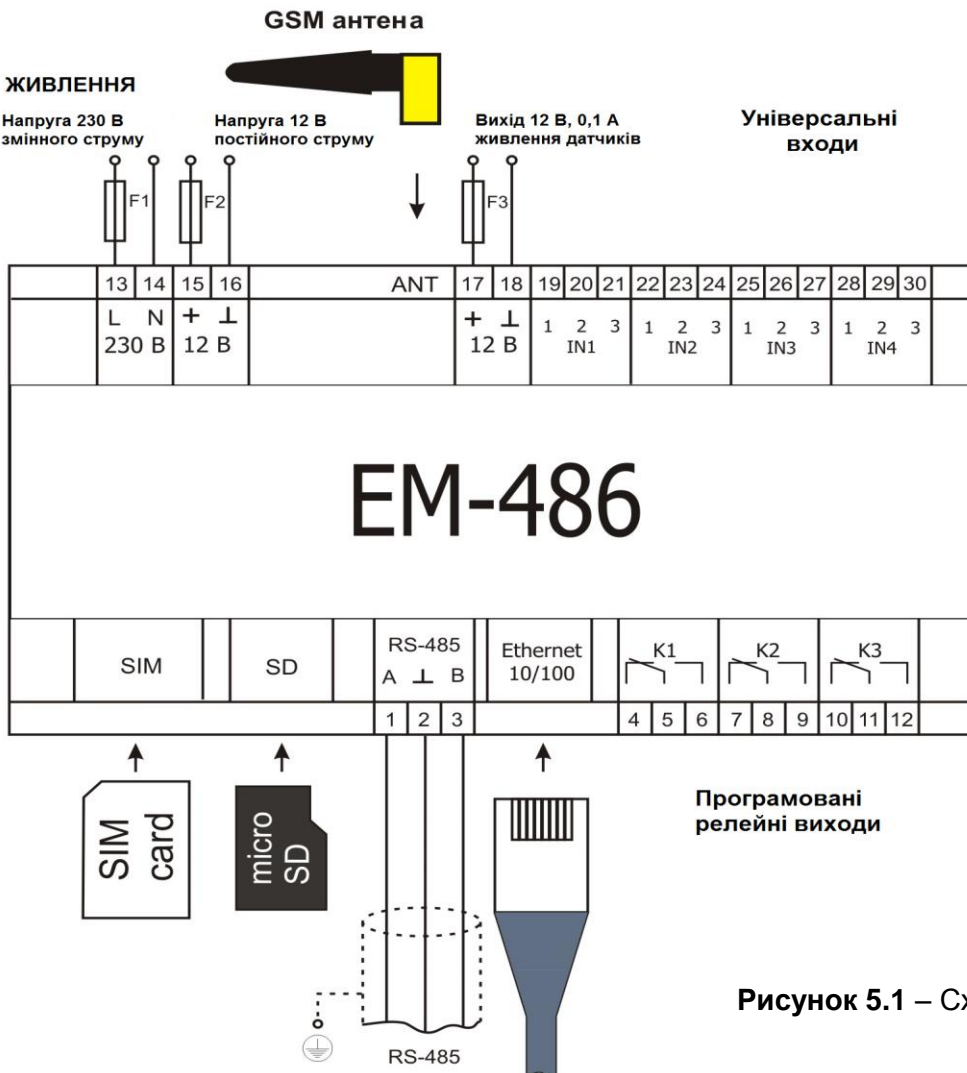 GSM антена
ЖИВЛЕННЯ
Напруга 230 В
змінного струму
Напруга 12 В
постійного струму
Вихід 12 В, 0,1 А
живлення датчиків
Універсальні
входи
F1
F2
F3
13 14 15 16 ANT 17 18 19 20 21 22 23 24 25 26 27 28 29 30
L N + ⊥ + ⊥ 1 2 3 1 2 3 1 2 3 1 2 3
230 В 12 В 12 В IN1 IN2 IN3 IN4
EM-486
SIM SD RS-485 Ethernet K1 K2 K3
A ⊥ B 10/100
1 2 3 4 5 6 7 8 9 10 11 12
SIM
card
micro
SD
Програмовані
релейні виходи
RS-485
Рисунок 5.1 – Сх